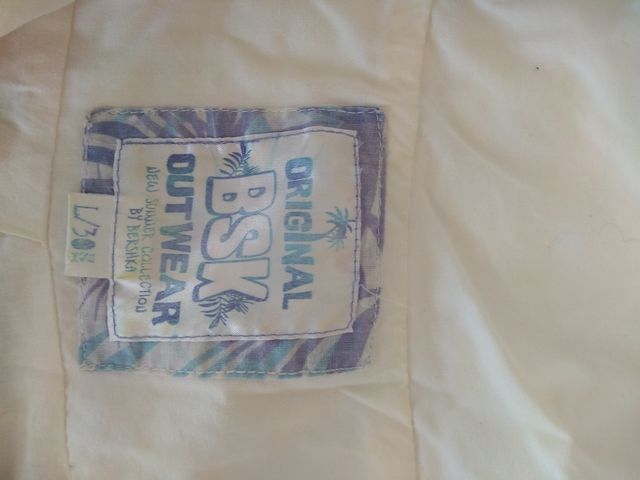 ORIGINAL
BSK
OUTWEAR
NEW SUMMER COLLECTION
BY BERSHKA
L/30